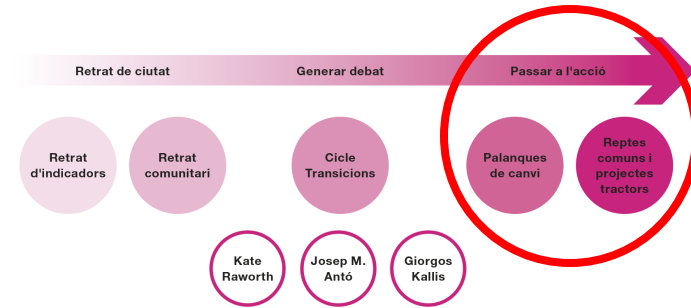 Retrat de ciutat
Generar debat
Passar a l'acció
Retrat
d'indicadors
Retrat
comunitari
Cicle
Transicions
Palanques
de canvi
Reptes
comuns i
projectes
tractors
Kate
Raworth
Josep M.
Antó
Giorgos
Kallis